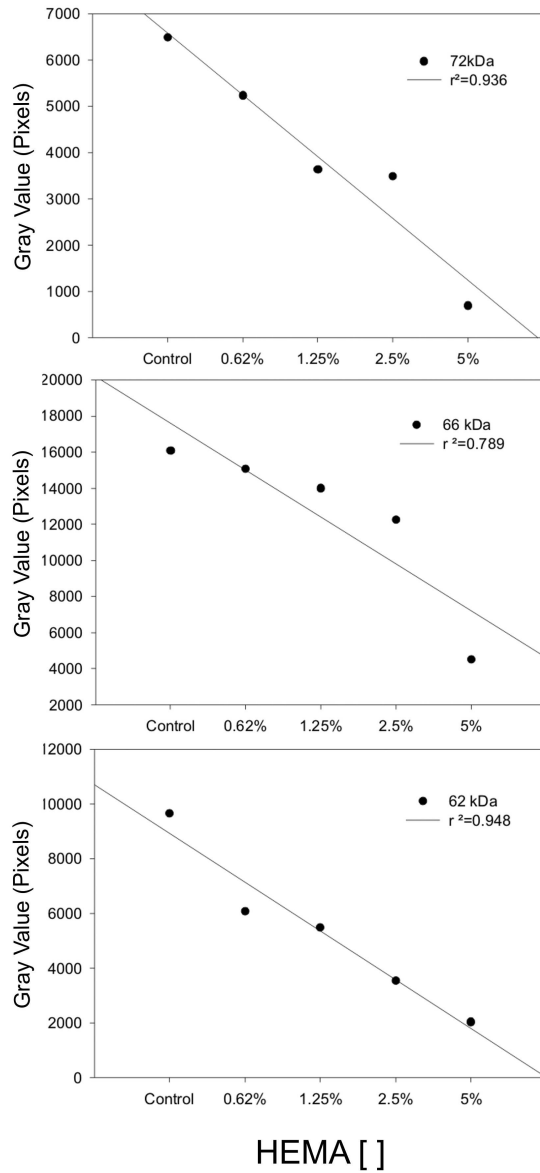 7000
6000
5000
4000
3000
2000
1000
0
Gray Value (Pixels)
72kDa
r²=0.936
Control 0.62% 1.25% 2.5% 5%
20000
18000
16000
14000
12000
10000
8000
6000
4000
2000
Gray Value (Pixels)
66 kDa
r ²=0.789
Control 0.62% 1.25% 2.5% 5%
12000
10000
8000
6000
4000
2000
0
Gray Value (Pixels)
62 kDa
r ²=0.948
Control 0.62% 1.25% 2.5% 5%
HEMA [ ]